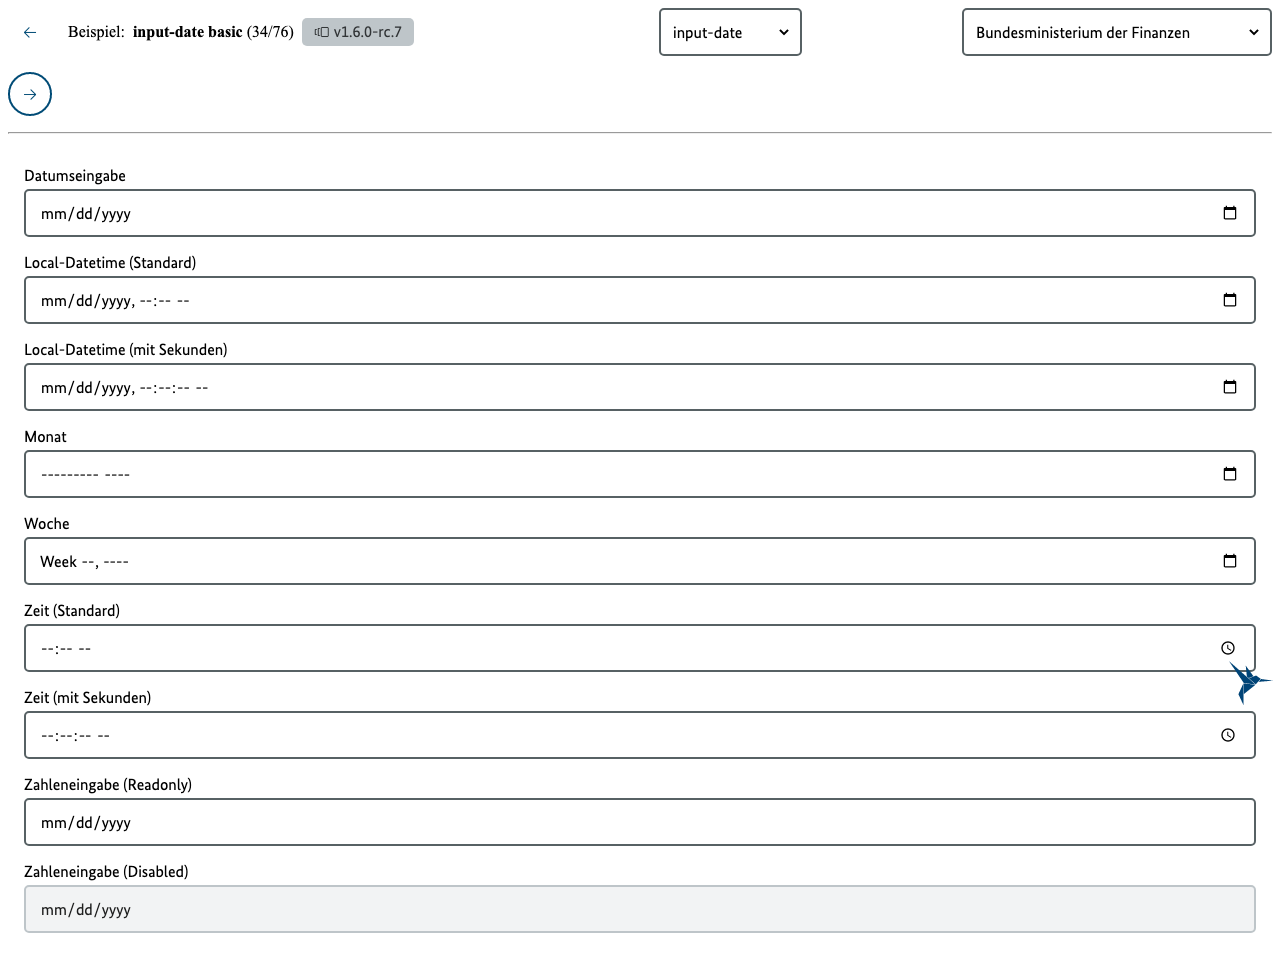 Beispiel: input-date basic (34/76) v1.6.0-rc.7 input-date Bundesministerium der Finanzen
Datumseingabe
mm/dd/yyyy
Local-Datetime (Standard)
mm/dd/yyyy, --:-- --
Local-Datetime (mit Sekunden)
mm/dd/yyyy, --:--:-- --
Monat
--------- ----
Woche
Week --, ----
Zeit (Standard)
--:-- --
Zeit (mit Sekunden)
--:--:-- --
Zahleneingabe (Readonly)
mm/dd/yyyy
Zahleneingabe (Disabled)
mm/dd/yyyy